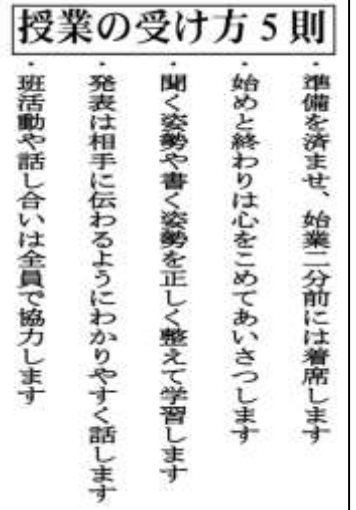 授業の受け方５則
・準備を済ませ、始業二分前には着席します
・始めと終わりは心をこめてあいさつします
・聞く姿勢や書く姿勢を正しく整えて学習します
・発表は相手に伝わるようにわかりやすく話します
・班活動や話し合いは全員で協力します